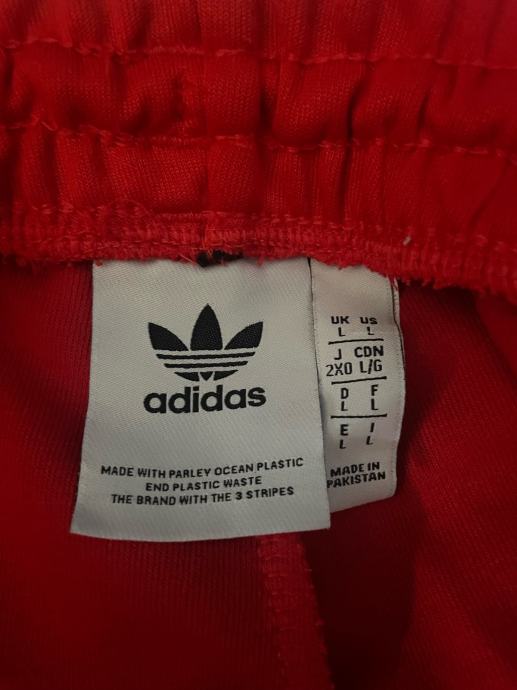 adidas
MADE WITH PARLEY OCEAN PLASTIC
END PLASTIC WASTE
THE BRAND WITH THE 3 STRIPES
UK US
L L
J CDN
2XO L/G
D F
L L
E I
L L
MADE IN
PAKISTAN